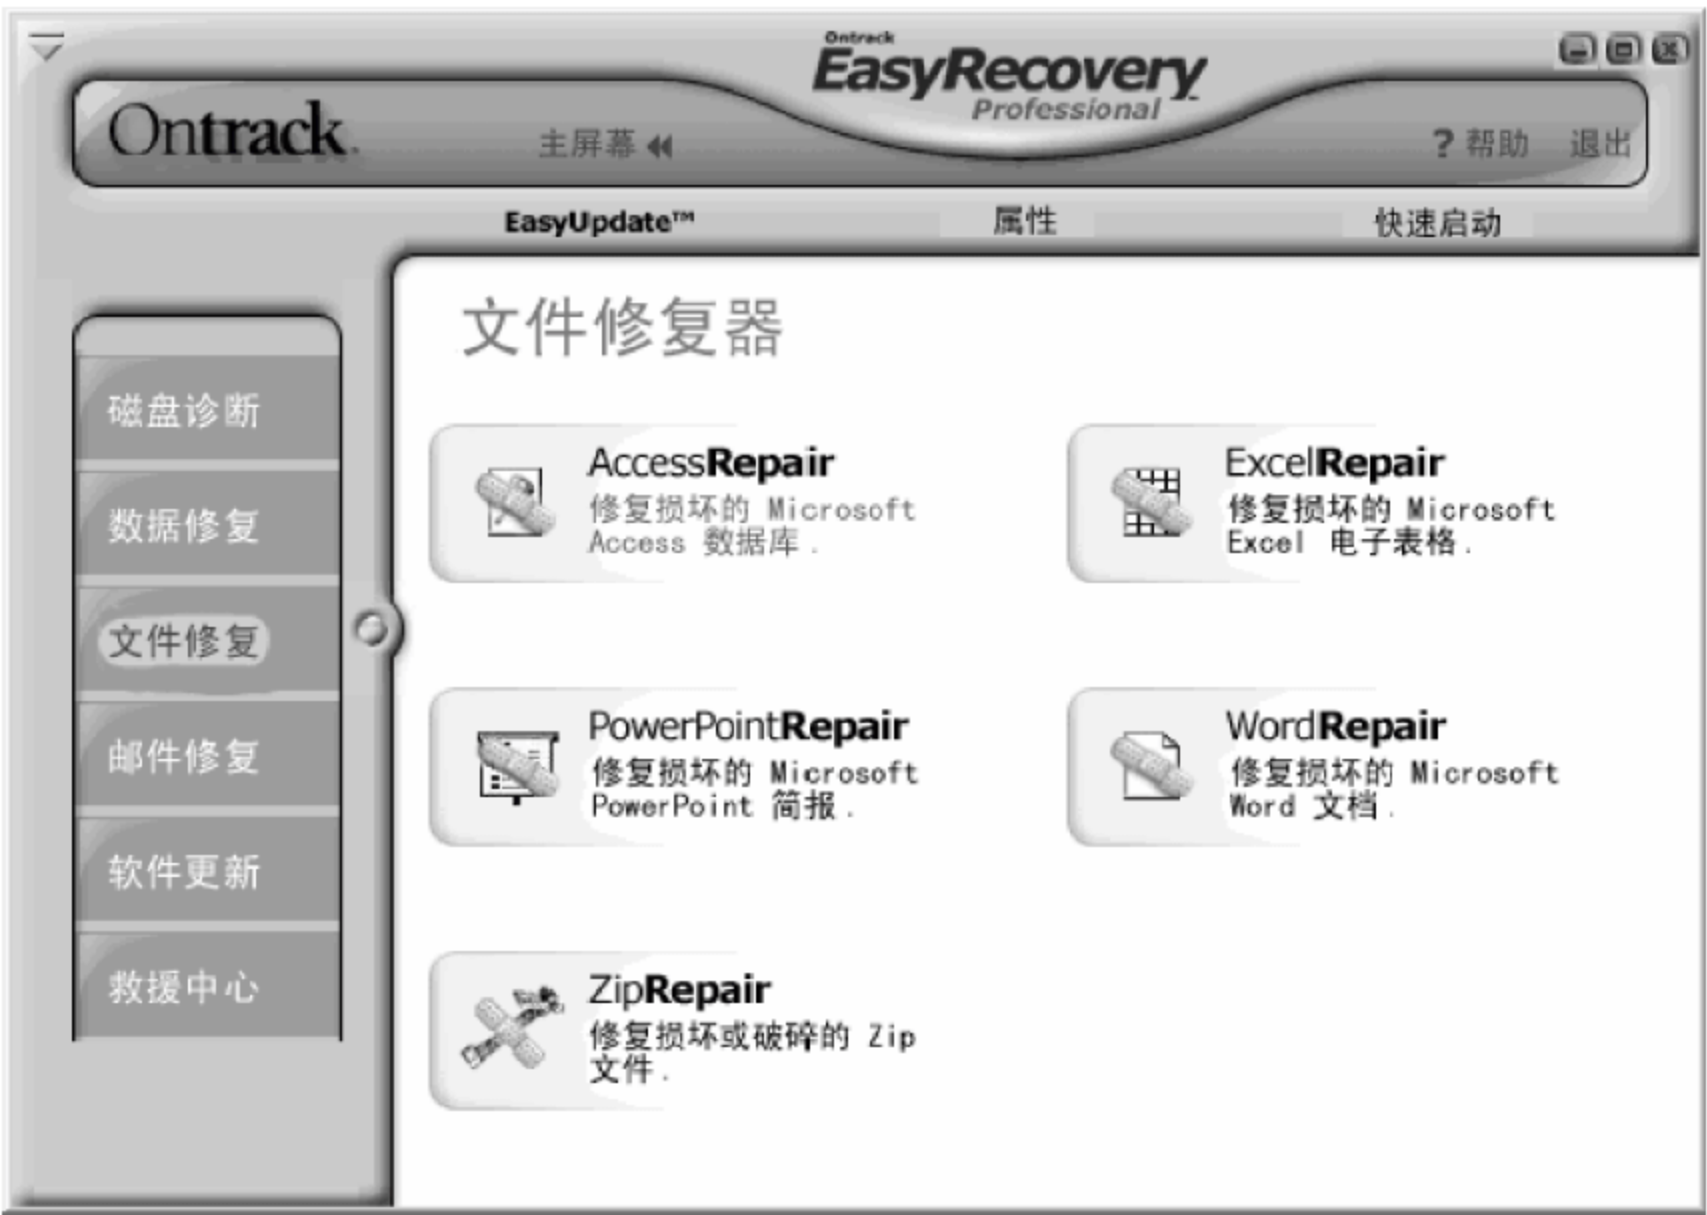 Ontrack
EasyRecovery
Professional
Ontrack
主屏幕
? 帮助
退出
EasyUpdate™
属性
快速启动
磁盘诊断
数据修复
文件修复
邮件修复
软件更新
救援中心
文件修复器
AccessRepair
修复损坏的 Microsoft
Access 数据库.
ExcelRepair
修复损坏的 Microsoft
Excel 电子表格.
PowerPointRepair
修复损坏的 Microsoft
PowerPoint 简报.
WordRepair
修复损坏的 Microsoft
Word 文档.
ZipRepair
修复损坏或破碎的 Zip
文件.